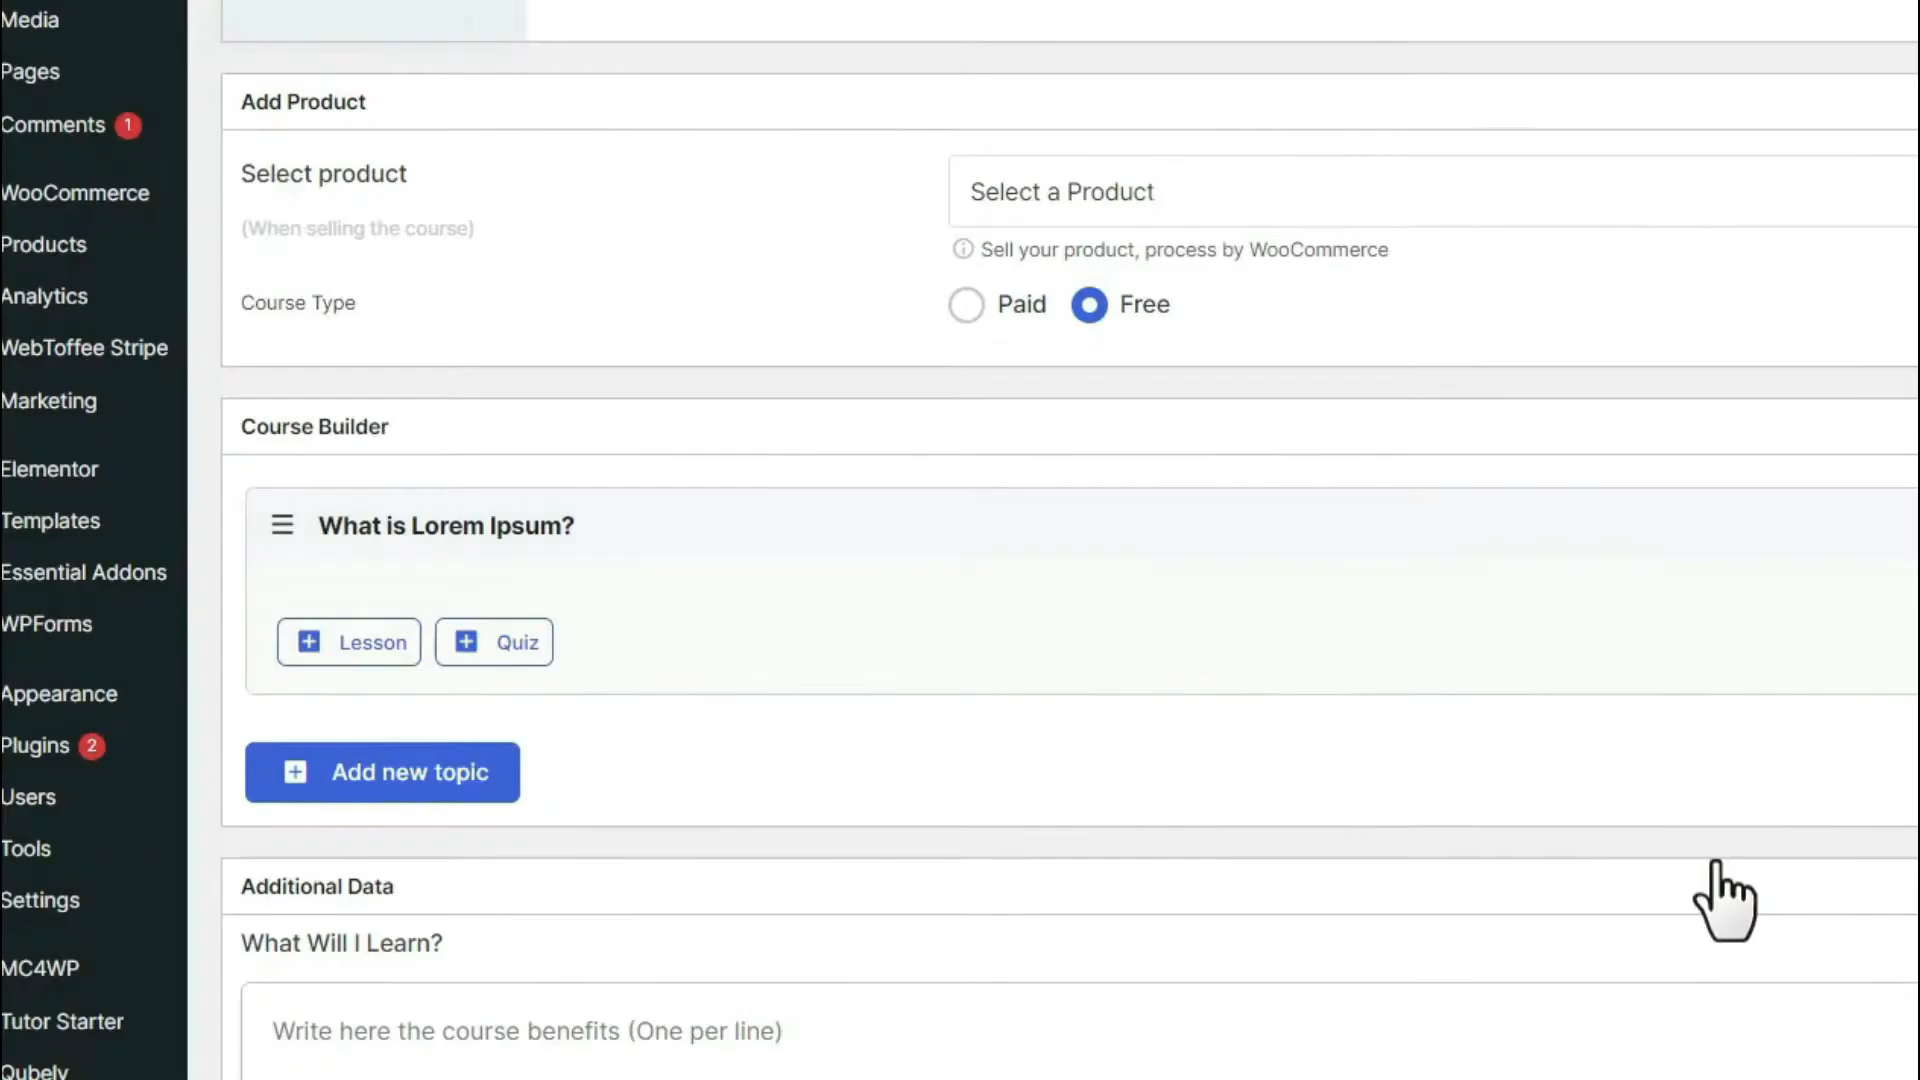 Media
Pages
Comments 1
WooCommerce
Products
Analytics
WebToffee Stripe
Marketing
Elementor
Templates
Essential Addons
WPForms
Appearance
Plugins 2
Users
Tools
Settings
MC4WP
Tutor Starter
Qubely
Add Product
Select product
(When selling the course)
Select a Product
Sell your product, process by WooCommerce
Course Type
Paid
Free
Course Builder
What is Lorem Ipsum?
Lesson
Quiz
Add new topic
Additional Data
What Will I Learn?
Write here the course benefits (One per line)